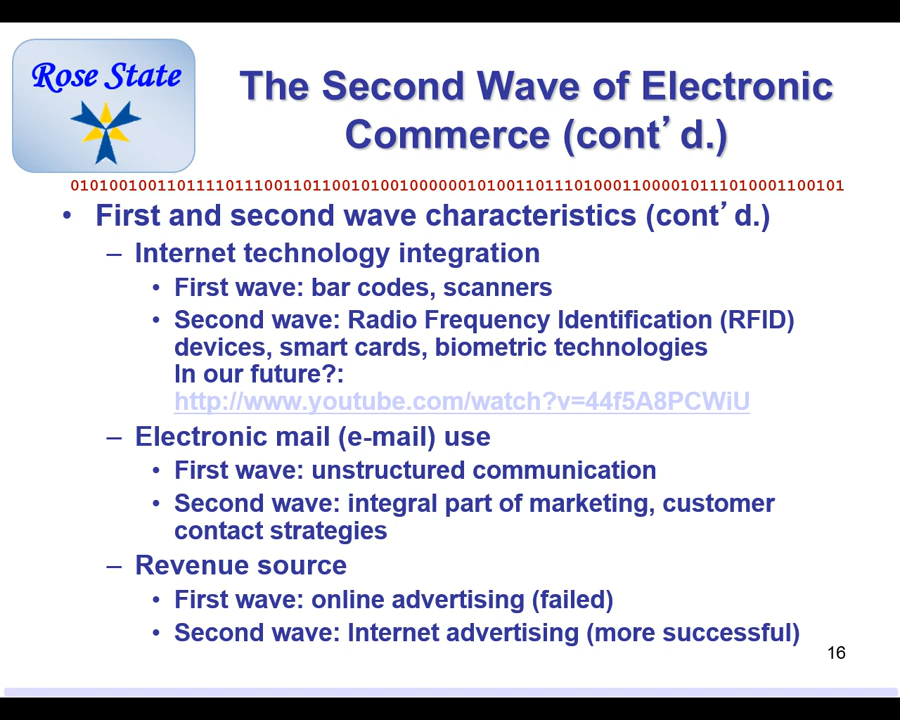 Rose State
The Second Wave of Electronic
Commerce (cont’d.)
01010010011011110111001101100101001000000101001101110100011000010111010001100101
• First and second wave characteristics (cont’d.)
– Internet technology integration
• First wave: bar codes, scanners
• Second wave: Radio Frequency Identification (RFID)
devices, smart cards, biometric technologies
In our future?:
http://www.youtube.com/watch?v=44f5A8PCWiU
– Electronic mail (e-mail) use
• First wave: unstructured communication
• Second wave: integral part of marketing, customer
contact strategies
– Revenue source
• First wave: online advertising (failed)
• Second wave: Internet advertising (more successful)
16